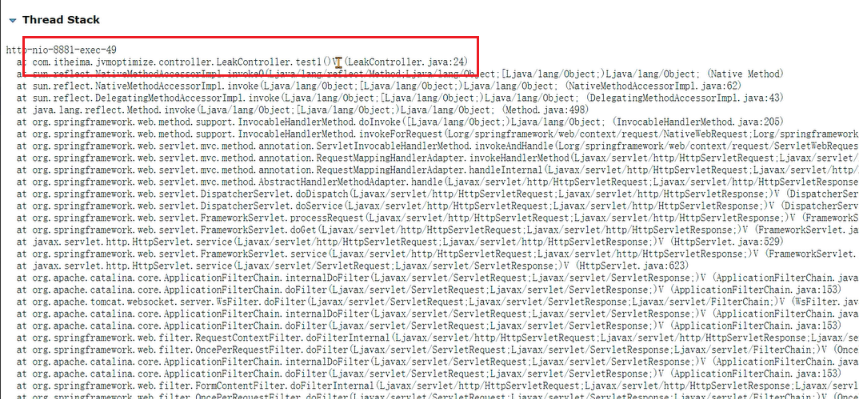 Thread Stack
http-nio-8881-exec-49
at com.itheima.jvmoptimize.controller.LeakController.test1()V (LeakController.java:24)
at sun.reflect.NativeMethodAccessorImpl.invoke0(Ljava/lang/reflect/Method;Ljava/lang/Object;[Ljava/lang/Object;)Ljava/lang/Object; (Native Method)
at sun.reflect.NativeMethodAccessorImpl.invoke(Ljava/lang/Object;[Ljava/lang/Object;)Ljava/lang/Object; (NativeMethodAccessorImpl.java:62)
at sun.reflect.DelegatingMethodAccessorImpl.invoke(Ljava/lang/Object;[Ljava/lang/Object;)Ljava/lang/Object; (DelegatingMethodAccessorImpl.java:43)
at java.lang.reflect.Method.invoke(Ljava/lang/Object;[Ljava/lang/Object;)Ljava/lang/Object; (Method.java:498)
at org.springframework.web.method.support.InvocableHandlerMethod.doInvoke([Ljava/lang/Object;)Ljava/lang/Object; (InvocableHandlerMethod.java:205)
at org.springframework.web.method.support.InvocableHandlerMethod.invokeForRequest(Lorg/springframework/web/context/request/NativeWebRequest;Lorg/springframework
at org.springframework.web.servlet.mvc.method.annotation.ServletInvocableHandlerMethod.invokeAndHandle(Lorg/springframework/web/context/request/ServletWebReques
at org.springframework.web.servlet.mvc.method.annotation.RequestMappingHandlerAdapter.invokeHandlerMethod(Ljavax/servlet/http/HttpServletRequest;Ljavax/servlet/
at org.springframework.web.servlet.mvc.method.annotation.RequestMappingHandlerAdapter.handleInternal(Ljavax/servlet/http/HttpServletRequest;Ljavax/servlet/http/
at org.springframework.web.servlet.mvc.method.AbstractHandlerMethodAdapter.handle(Ljavax/servlet/http/HttpServletRequest;Ljavax/servlet/http/HttpServletResponse
at org.springframework.web.servlet.DispatcherServlet.doDispatch(Ljavax/servlet/http/HttpServletRequest;Ljavax/servlet/http/HttpServletResponse;)V (DispatcherSer
at org.springframework.web.servlet.DispatcherServlet.doService(Ljavax/servlet/http/HttpServletRequest;Ljavax/servlet/http/HttpServletResponse;)V (DispatcherServ
at org.springframework.web.servlet.FrameworkServlet.processRequest(Ljavax/servlet/http/HttpServletRequest;Ljavax/servlet/http/HttpServletResponse;)V (FrameworkS
at org.springframework.web.servlet.FrameworkServlet.doGet(Ljavax/servlet/http/HttpServletRequest;Ljavax/servlet/http/HttpServletResponse;)V (FrameworkServlet.ja
at javax.servlet.http.HttpServlet.service(Ljavax/servlet/http/HttpServletRequest;Ljavax/servlet/http/HttpServletResponse;)V (HttpServlet.java:529)
at org.springframework.web.servlet.FrameworkServlet.service(Ljavax/servlet/http/HttpServletRequest;Ljavax/servlet/http/HttpServletResponse;)V (FrameworkServlet.
at javax.servlet.http.HttpServlet.service(Ljavax/servlet/ServletRequest;Ljavax/servlet/ServletResponse;)V (HttpServlet.java:623)
at org.apache.catalina.core.ApplicationFilterChain.internalDoFilter(Ljavax/servlet/ServletRequest;Ljavax/servlet/ServletResponse;)V (ApplicationFilterChain.java
at org.apache.catalina.core.ApplicationFilterChain.doFilter(Ljavax/servlet/ServletRequest;Ljavax/servlet/ServletResponse;)V (ApplicationFilterChain.java:153)
at org.apache.tomcat.websocket.server.WsFilter.doFilter(Ljavax/servlet/ServletRequest;Ljavax/servlet/ServletResponse;Ljavax/servlet/FilterChain;)V (WsFilter.jav
at org.apache.catalina.core.ApplicationFilterChain.internalDoFilter(Ljavax/servlet/ServletRequest;Ljavax/servlet/ServletResponse;)V (ApplicationFilterChain.java
at org.apache.catalina.core.ApplicationFilterChain.doFilter(Ljavax/servlet/ServletRequest;Ljavax/servlet/ServletResponse;)V (ApplicationFilterChain.java:153)
at org.springframework.web.filter.RequestContextFilter.doFilterInternal(Ljavax/servlet/http/HttpServletRequest;Ljavax/servlet/http/HttpServletResponse;Ljavax/se
at org.springframework.web.filter.OncePerRequestFilter.doFilter(Ljavax/servlet/ServletRequest;Ljavax/servlet/ServletResponse;Ljavax/servlet/FilterChain;)V (Once
at org.apache.catalina.core.ApplicationFilterChain.internalDoFilter(Ljavax/servlet/ServletRequest;Ljavax/servlet/ServletResponse;)V (ApplicationFilterChain.java
at org.apache.catalina.core.ApplicationFilterChain.doFilter(Ljavax/servlet/ServletRequest;Ljavax/servlet/ServletResponse;)V (ApplicationFilterChain.java:153)
at org.springframework.web.filter.FormContentFilter.doFilterInternal(Ljavax/servlet/http/HttpServletRequest;Ljavax/servlet/http/HttpServletResponse;Ljavax/servl
at org.springframework.web.filter.OncePerRequestFilter.doFilter(Ljavax/servlet/ServletRequest;Ljavax/servlet/ServletResponse;Ljavax/servlet/FilterChain;)V (Once